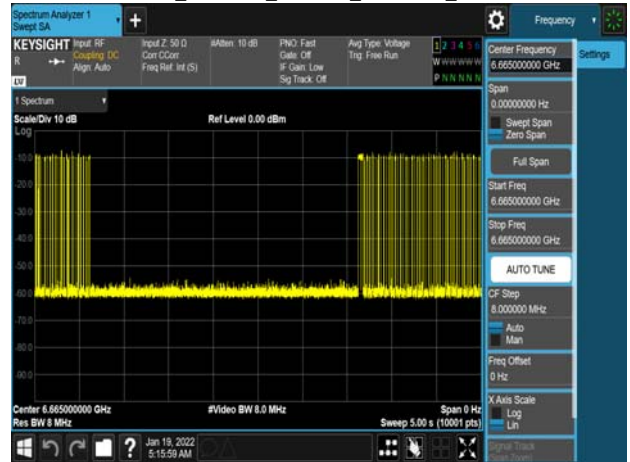 Spectrum Analyzer 1
Swept SA
Frequency
Settings
KEYSIGHT
R
LV
Input: RF
Coupling: DC
Align: Auto
Input Z: 50 Ω
Corr CCorr
Freq Ref: Int (S)
#Atten: 10 dB
PNO: Fast
Gate: Off
IF Gain: Low
Sig Track: Off
Avg Type: Voltage
Trig: Free Run
1 2 3 4 5 6
W W W W W W
P N N N N N
1 Spectrum
Scale/Div 10 dB
Ref Level 0.00 dBm
Log
-10.0
-20.0
-30.0
-40.0
-50.0
-60.0
-70.0
-80.0
-90.0
Center 6.665000000 GHz
#Video BW 8.0 MHz
Span 0 Hz
Res BW 8 MHz
Sweep 5.00 s (10001 pts)
Center Frequency
6.665000000 GHz
Span
0.00000000 Hz
Swept Span
Zero Span
Full Span
Start Freq
6.665000000 GHz
Stop Freq
6.665000000 GHz
AUTO TUNE
CF Step
8.000000 MHz
Auto
Man
Freq Offset
0 Hz
X Axis Scale
Log
Lin
Signal Track
(Span Zoom)
Jan 19, 2022
5:15:59 AM